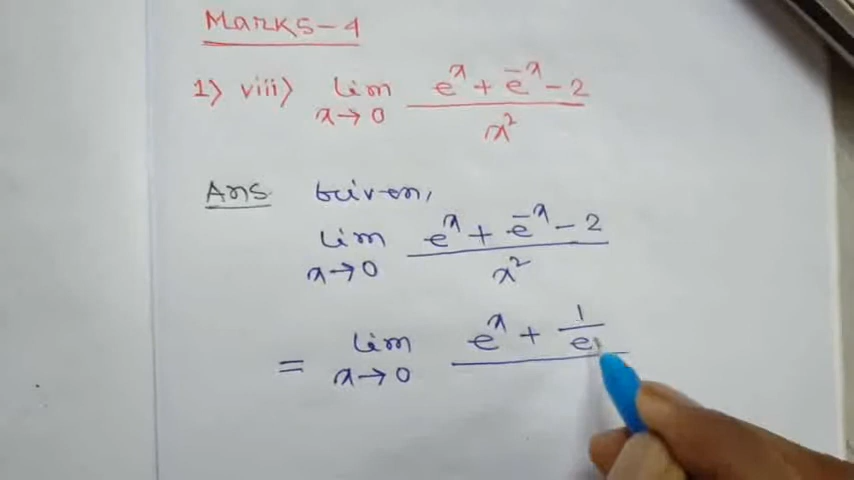 Marks-4
1) viii) lim x→0 (e^x + e^-x - 2) / x^2
Ans Given,
lim x→0 (e^x + e^-x - 2) / x^2
= lim x→0 e^x + 1/e